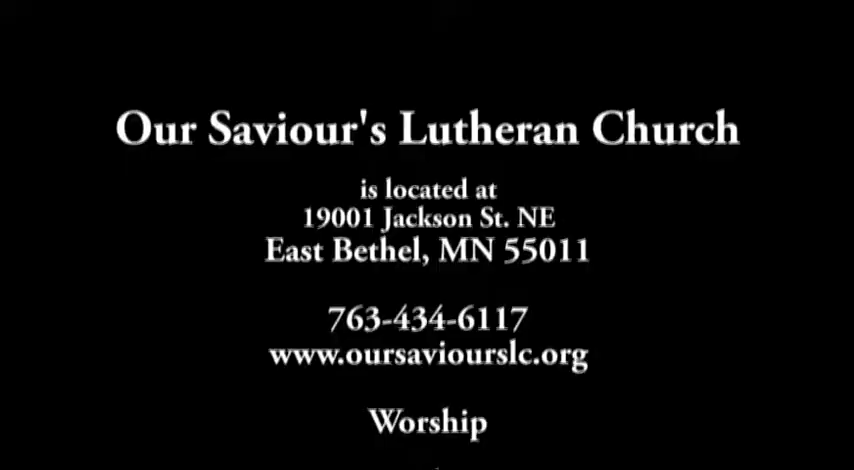 Our Saviour's Lutheran Church
is located at
19001 Jackson St. NE
East Bethel, MN 55011
763-434-6117
www.oursaviourslc.org
Worship